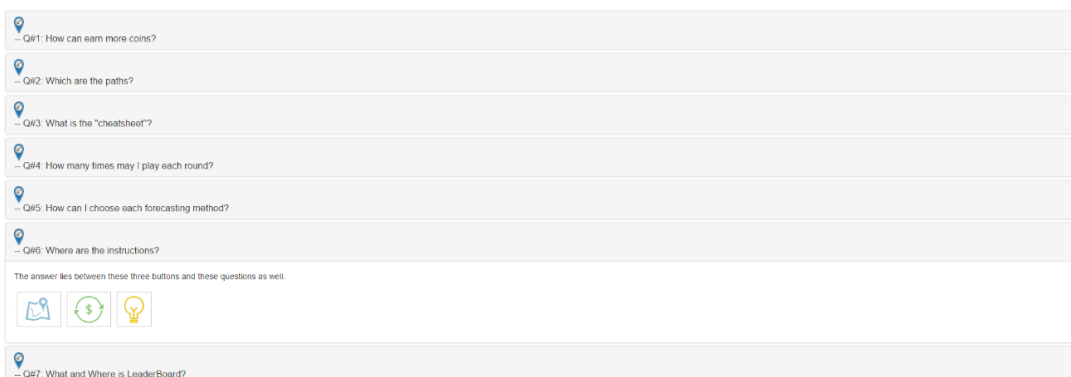 -- Q#1: How can earn more coins?
-- Q#2: Which are the paths?
-- Q#3: What is the "cheatsheet"?
-- Q#4: How many times may I play each round?
-- Q#5: How can I choose each forecasting method?
-- Q#6: Where are the instructions?
The answer lies between these three buttons and these questions as well.
$
-- Q#7: What and Where is LeaderBoard?